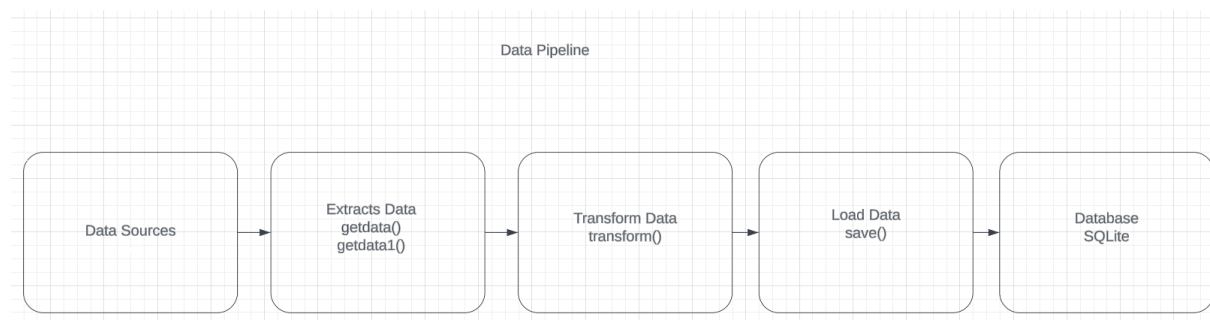 Data Pipeline
Data Sources
Extracts Data
getdata()
getdata1()
Transform Data
transform()
Load Data
save()
Database
SQLite